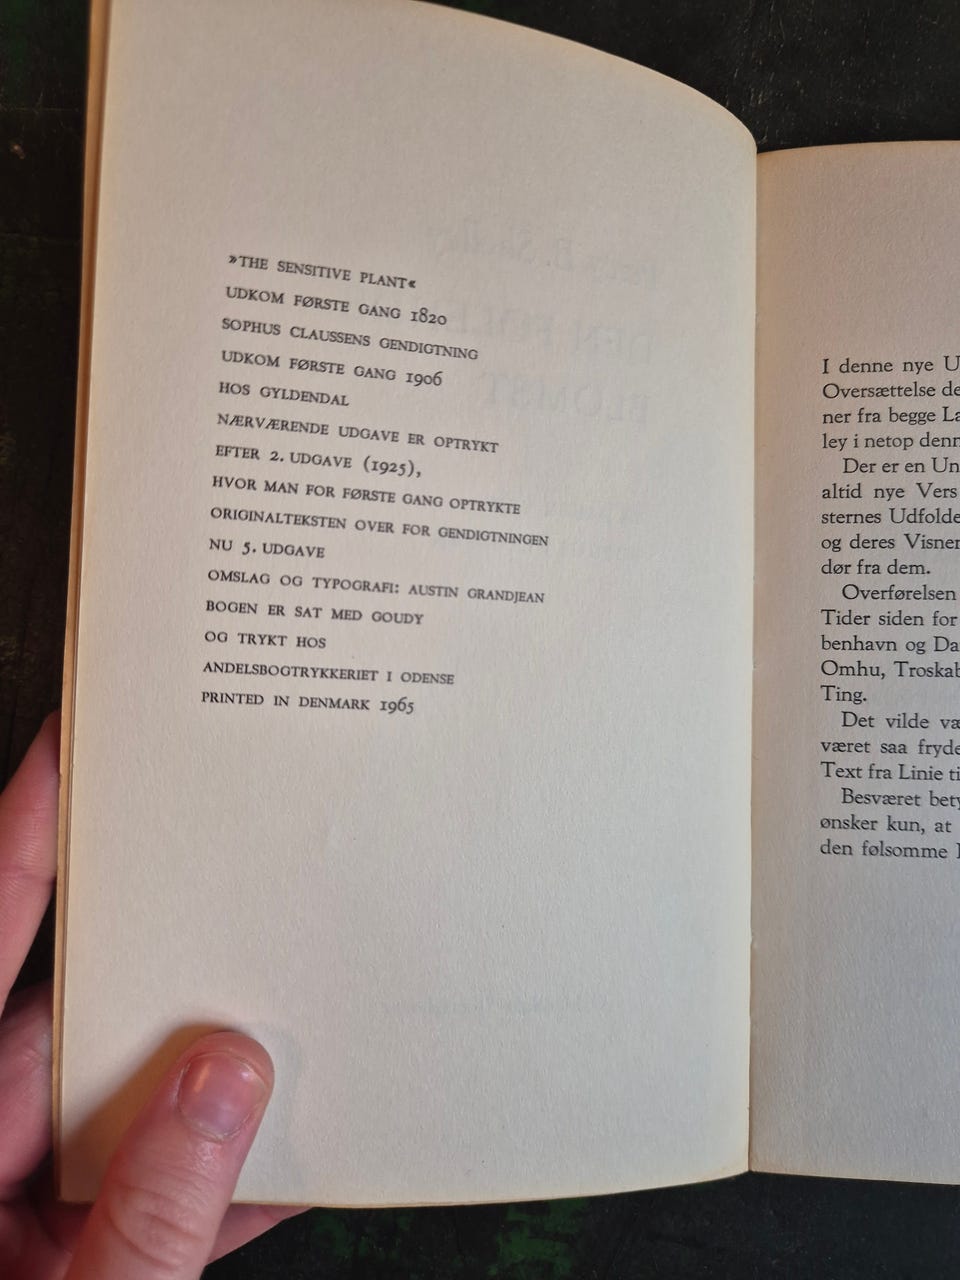 »THE SENSITIVE PLANT«
UDKOM FØRSTE GANG 1820
SOPHUS CLAUSSENS GENDIGTNING
UDKOM FØRSTE GANG 1906
HOS GYLDENDAL
NÆRVÆRENDE UDGAVE ER OPTRYKT
EFTER 2. UDGAVE (1925),
HVOR MAN FOR FØRSTE GANG OPTRYKTE
ORIGINALTEKSTEN OVER FOR GENDIGTNINGEN
NU 5. UDGAVE
OMSLAG OG TYPOGRAFI: AUSTIN GRANDJEAN
BOGEN ER SAT MED GOUDY
OG TRYKT HOS
ANDELSBOGTRYKKERIET I ODENSE
PRINTED IN DENMARK 1965
I denne nye U
Oversættelse de
ner fra begge La
ley i netop denn
Der er en Un
altid nye Vers
sternes Udfolde
og deres Visner
dør fra dem.
Overførelsen
Tider siden for
benhavn og Da
Omhu, Troskab
Ting.
Det vilde væ
været saa fryde
Text fra Linie ti
Besværet bety
ønsker kun, at
den følsomme